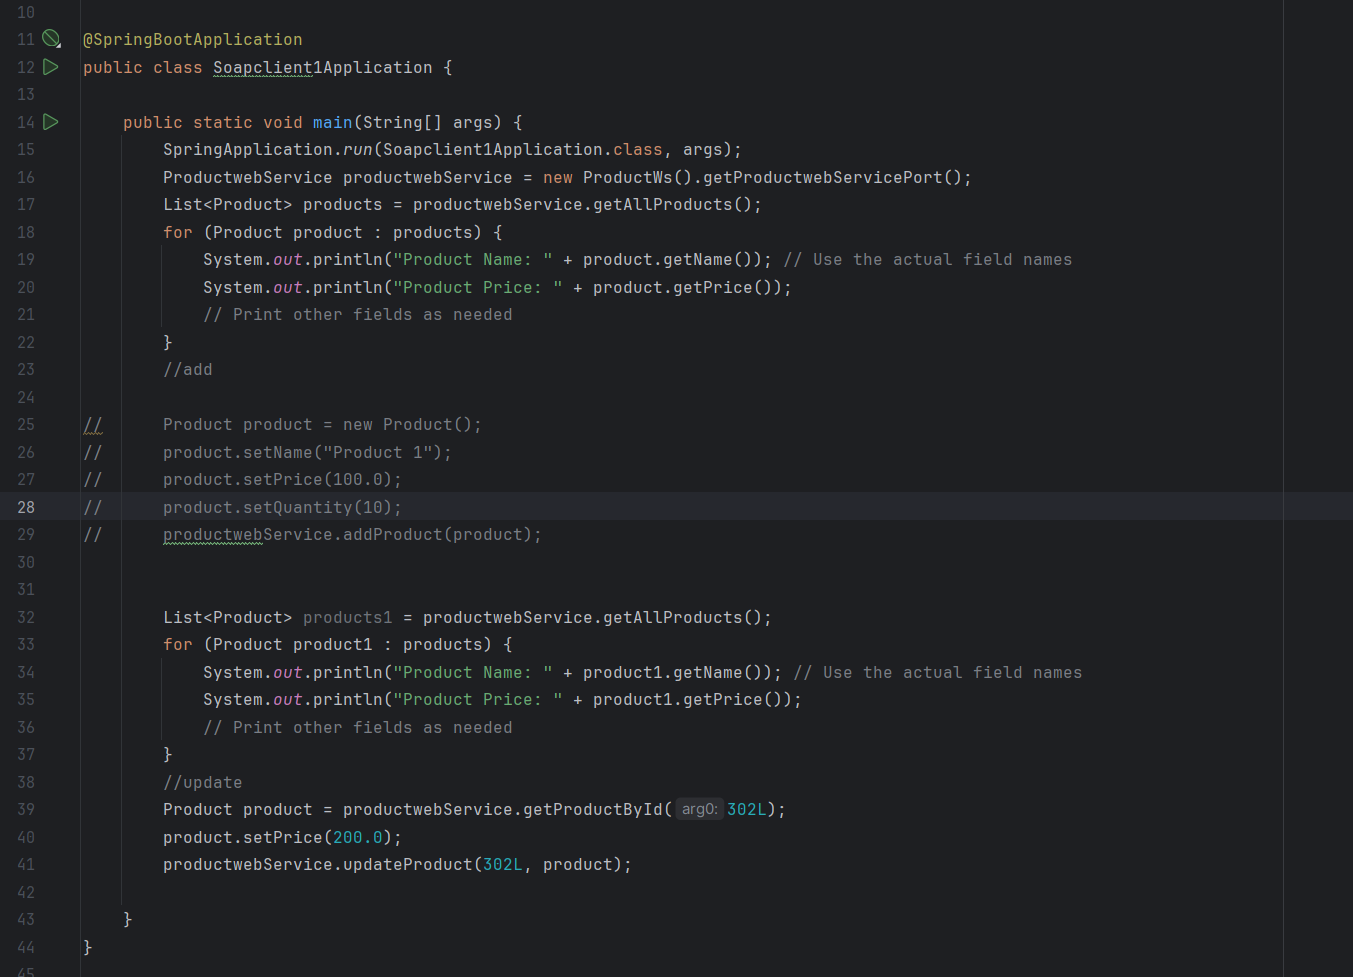 10
11 @SpringBootApplication
12 public class Soapclient1Application {
13
14     public static void main(String[] args) {
15         SpringApplication.run(Soapclient1Application.class, args);
16         ProductwebService productwebService = new ProductWs().getProductwebServicePort();
17         List<Product> products = productwebService.getAllProducts();
18         for (Product product : products) {
19             System.out.println("Product Name: " + product.getName()); // Use the actual field names
20             System.out.println("Product Price: " + product.getPrice());
21             // Print other fields as needed
22         }
23         //add
24
25 //      Product product = new Product();
26 //      product.setName("Product 1");
27 //      product.setPrice(100.0);
28 //      product.setQuantity(10);
29 //      productwebService.addProduct(product);
30
31
32         List<Product> products1 = productwebService.getAllProducts();
33         for (Product product1 : products) {
34             System.out.println("Product Name: " + product1.getName()); // Use the actual field names
35             System.out.println("Product Price: " + product1.getPrice());
36             // Print other fields as needed
37         }
38         //update
39         Product product = productwebService.getProductById( arg0: 302L);
40         product.setPrice(200.0);
41         productwebService.updateProduct(302L, product);
42
43     }
44 }
45